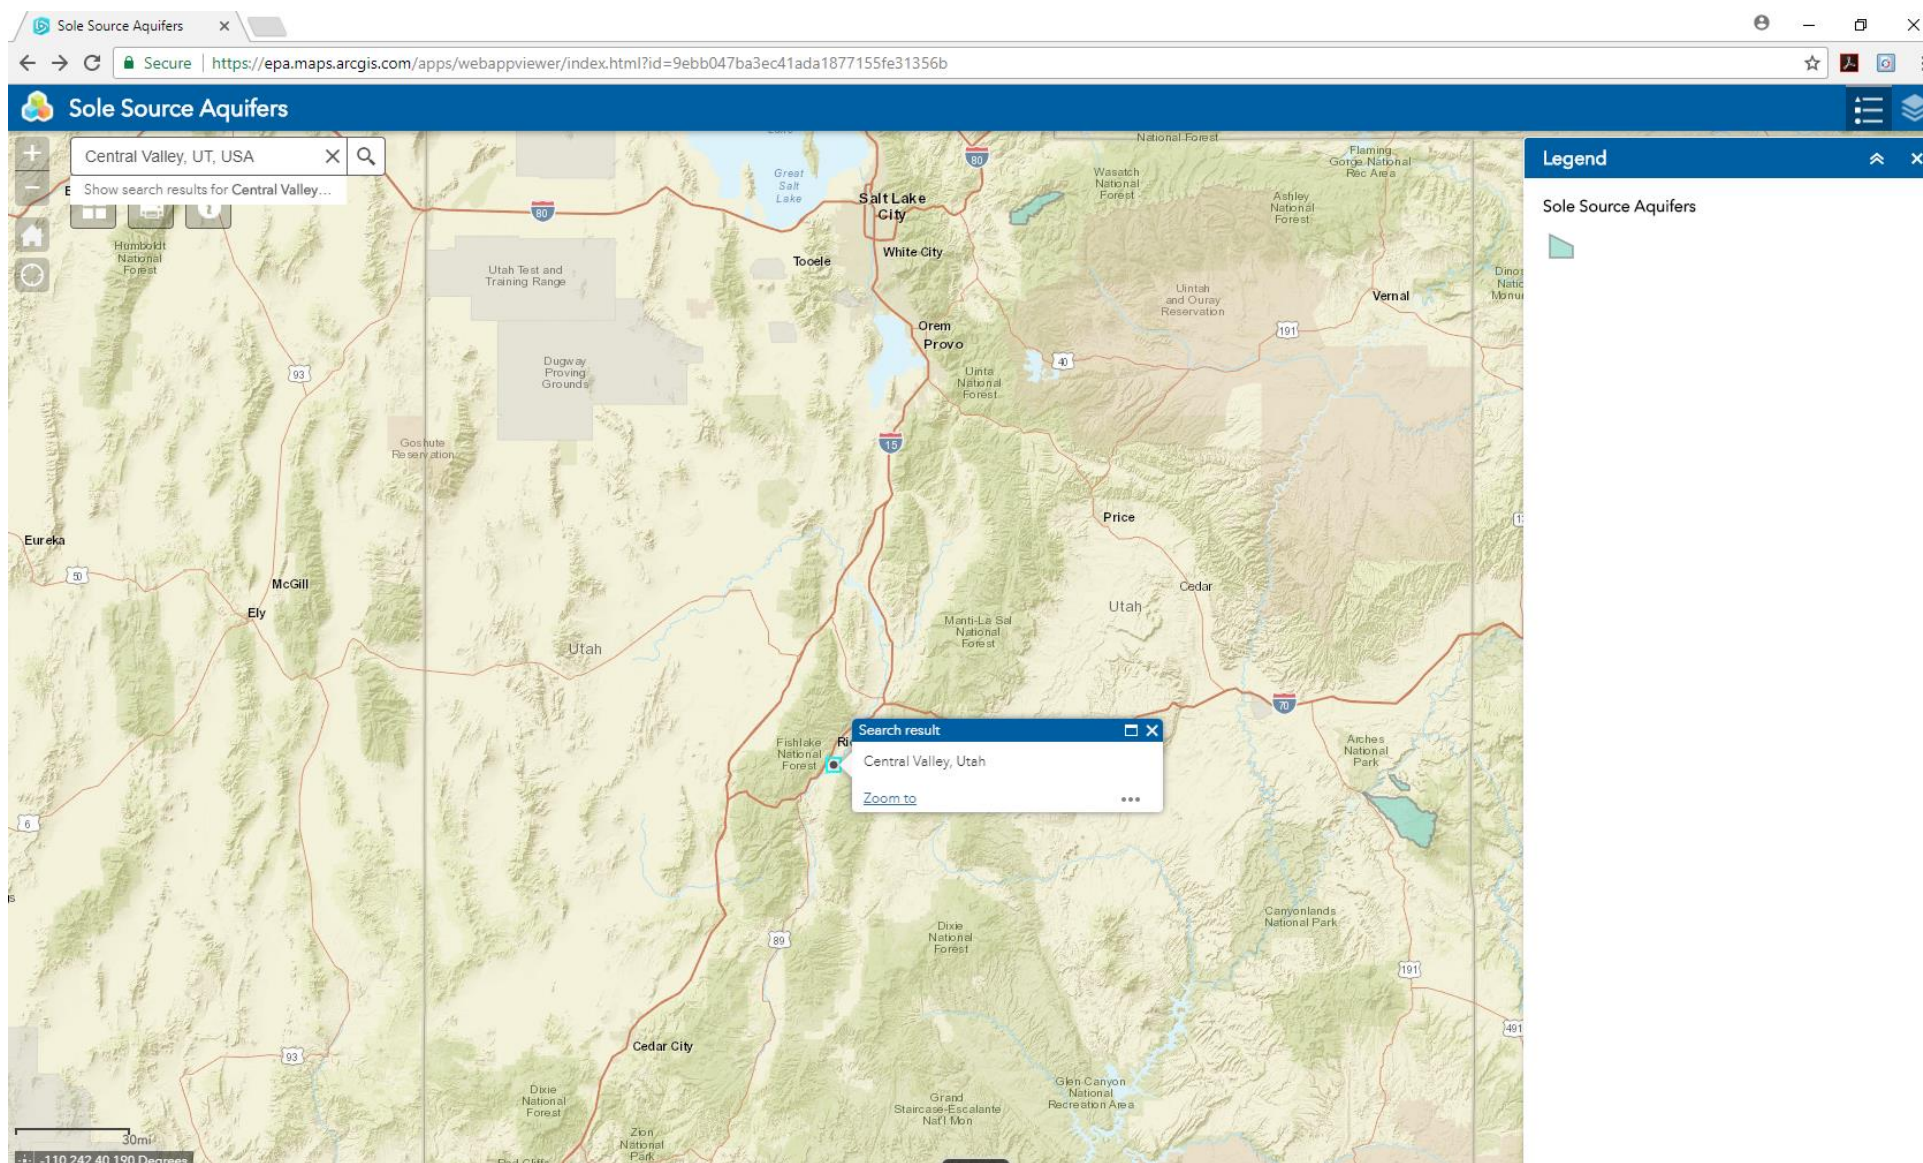 Sole Source Aquifers
Secure | https://epa.maps.arcgis.com/apps/webappviewer/index.html?id=9ebb047ba3ec41ada1877155fe31356b
Sole Source Aquifers
Central Valley, UT, USA
Show search results for Central Valley...
Legend
Sole Source Aquifers
National Forest
Flaming
Gorge National
Rec Area
80
Great
Salt
Lake
Wasatch
National
Forest
Salt Lake
City
Ashley
National
Forest
80
Humboldt
National
Forest
White City
Tooele
Utah Test and
Training Range
Uintah
and Ouray
Reservation
Vernal
Orem
Provo
191
40
Dugway
Proving
Grounds
93
Uinta
National
Forest
15
Goshute
Reservation
Price
Eureka
50
McGill
Ely
Cedar
Utah
Manti-La Sal
National
Forest
Utah
70
Search result
Central Valley, Utah
Zoom to
Fishlake
National
Forest
Arches
National
Park
6
Canyonlands
National Park
Dixie
National
Forest
89
191
491
Cedar City
93
Dixie
National
Forest
Glen Canyon
National
Recreation Area
Grand
Staircase-Escalante
Nat'l Mon
Zion
National
Park
30mi
-110.242 40.190 Degrees